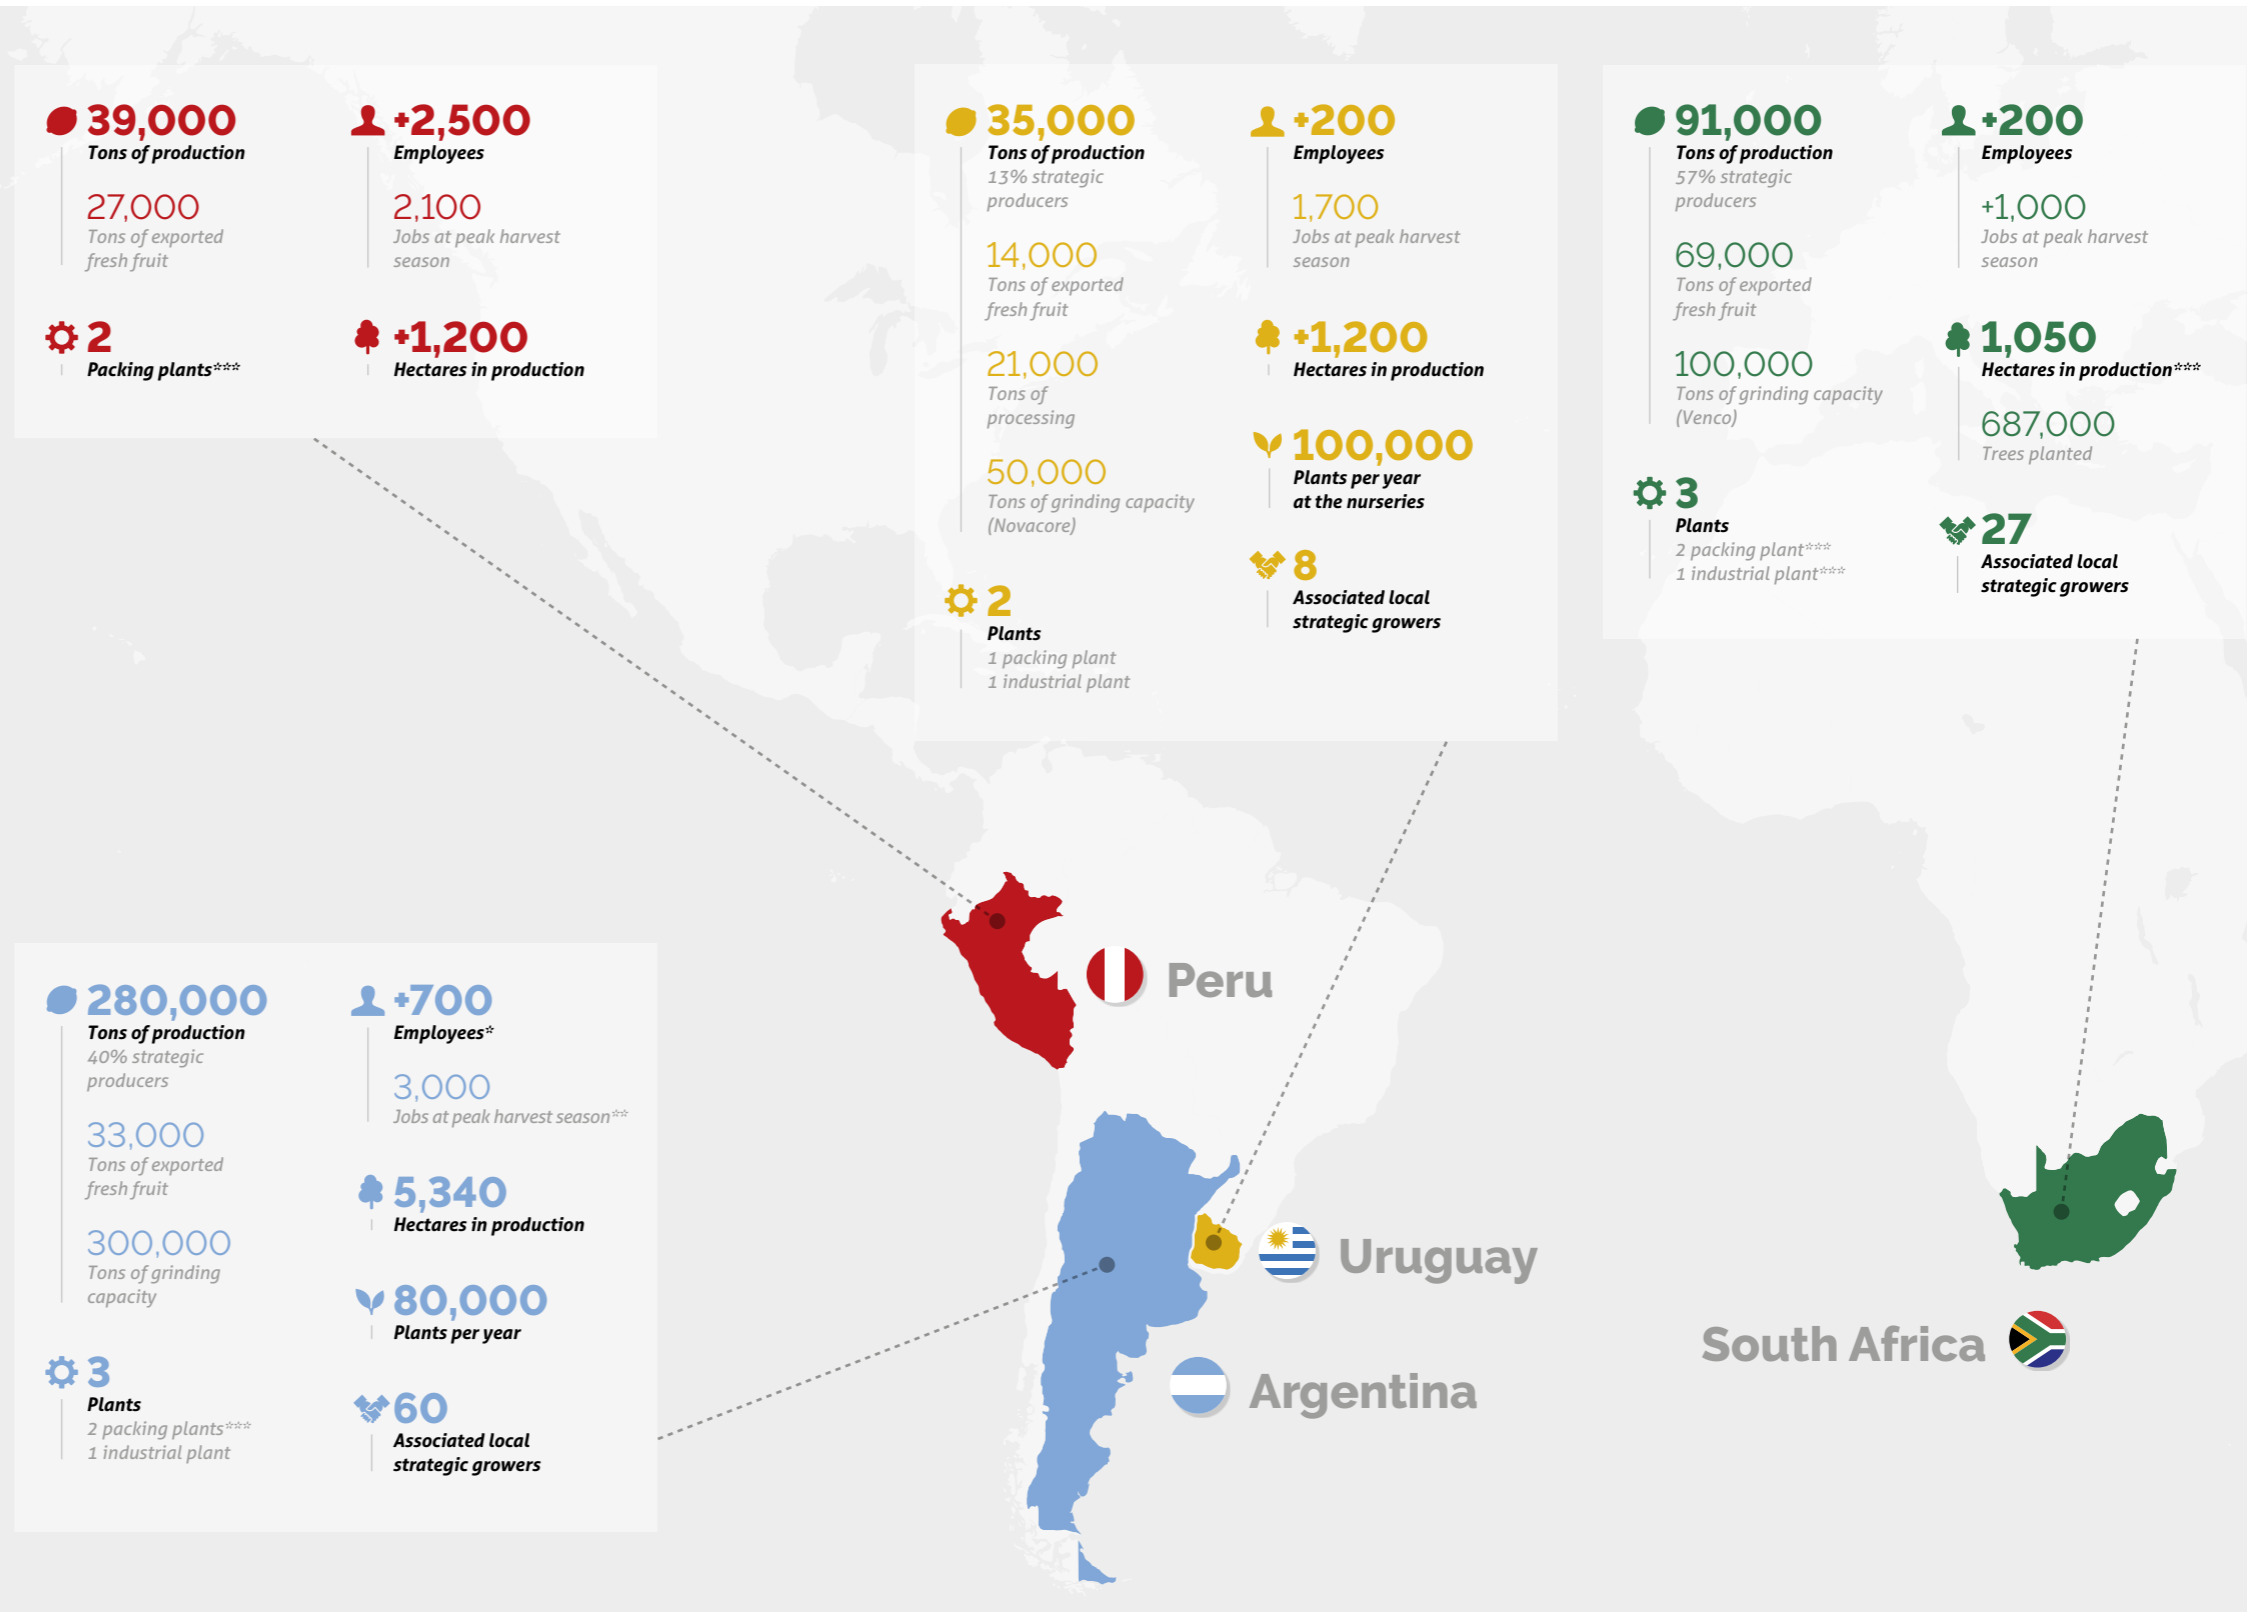 39,000
Tons of production
27,000
Tons of exported
fresh fruit
2
Packing plants***
+2,500
Employees
2,100
Jobs at peak harvest
season
+1,200
Hectares in production
35,000
Tons of production
13% strategic
producers
14,000
Tons of exported
fresh fruit
21,000
Tons of
processing
50,000
Tons of grinding capacity
(Novacore)
2
Plants
1 packing plant
1 industrial plant
+200
Employees
1,700
Jobs at peak harvest
season
+1,200
Hectares in production
100,000
Plants per year
at the nurseries
8
Associated local
strategic growers
91,000
Tons of production
57% strategic
producers
69,000
Tons of exported
fresh fruit
100,000
Tons of grinding capacity
(Venco)
3
Plants
2 packing plant***
1 industrial plant***
+200
Employees
+1,000
Jobs at peak harvest
season
1,050
Hectares in production***
687,000
Trees planted
27
Associated local
strategic growers
280,000
Tons of production
40% strategic
producers
33,000
Tons of exported
fresh fruit
300,000
Tons of grinding
capacity
3
Plants
2 packing plants***
1 industrial plant
+700
Employees*
3,000
Jobs at peak harvest season**
5,340
Hectares in production
80,000
Plants per year
60
Associated local
strategic growers
Peru
Uruguay
Argentina
South Africa